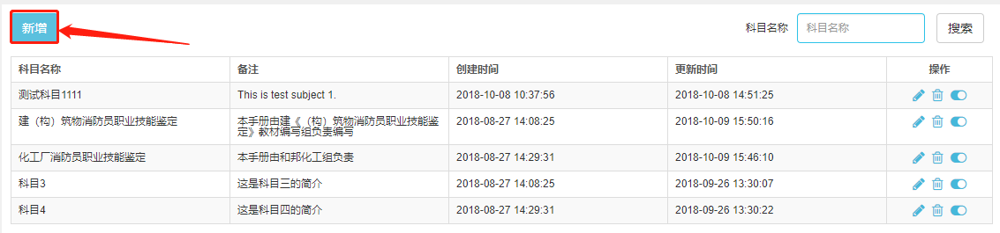 新增
科目名称 科目名称 搜索
科目名称 备注 创建时间 更新时间 操作
测试科目1111 This is test subject 1. 2018-10-08 10:37:56 2018-10-08 14:51:25
建（构）筑物消防员职业技能鉴定 本手册由建《（构）筑物消防员职业技能鉴 2018-08-27 14:08:25 2018-10-09 15:50:16
定》教材编写组负责编写
化工厂消防员职业技能鉴定 本手册由和邦化工组负责 2018-08-27 14:29:31 2018-10-09 15:46:10
科目3 这是科目三的简介 2018-08-27 14:08:25 2018-09-26 13:30:07
科目4 这是科目四的简介 2018-08-27 14:29:31 2018-09-26 13:30:22